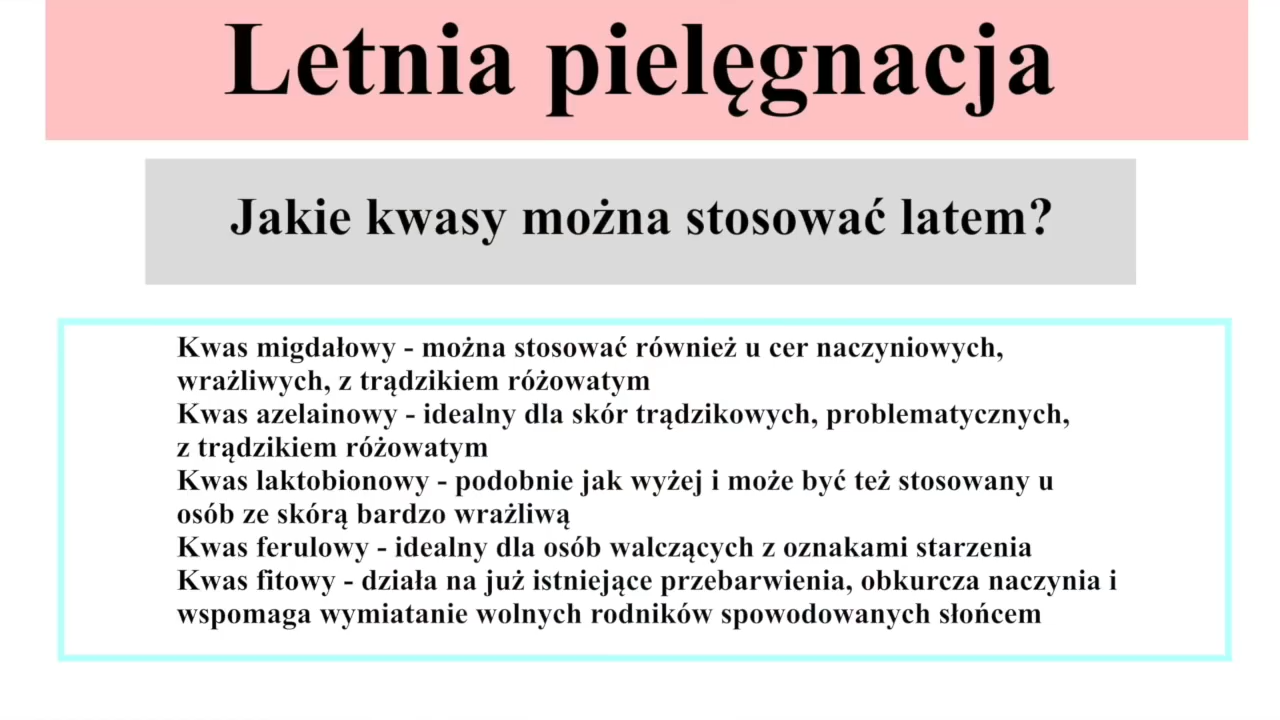 Letnia pielęgnacja
Jakie kwasy można stosować latem?
Kwas migdałowy - można stosować również u cer naczyniowych,
wrażliwych, z trądzikiem różowatym
Kwas azelainowy - idealny dla skór trądzikowych, problematycznych,
z trądzikiem różowatym
Kwas laktobionowy - podobnie jak wyżej i może być też stosowany u
osób ze skórą bardzo wrażliwą
Kwas ferulowy - idealny dla osób walczących z oznakami starzenia
Kwas fitowy - działa na już istniejące przebarwienia, obkurcza naczynia i
wspomaga wymiatanie wolnych rodników spowodowanych słońcem